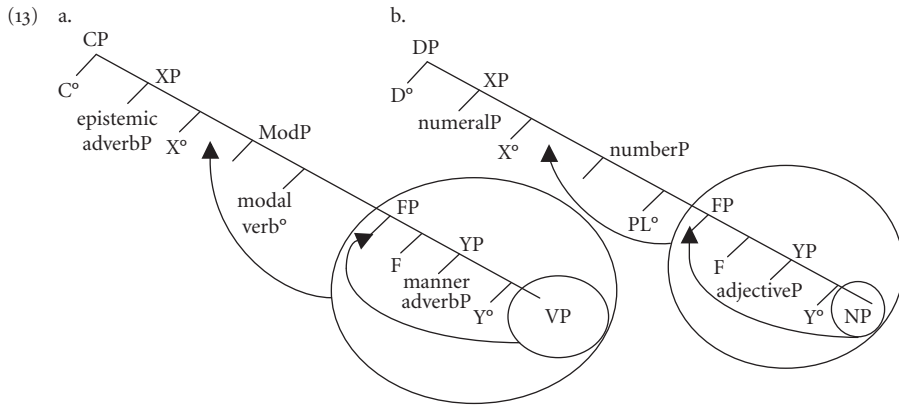 (13) a.
CP
C°
XP
epistemic
adverbP
X°
ModP
modal
verb°
FP
F
YP
manner
adverbP
Y°
VP
b.
DP
D°
XP
numeralP
X°
numberP
PL°
FP
F
YP
adjectiveP
Y°
NP